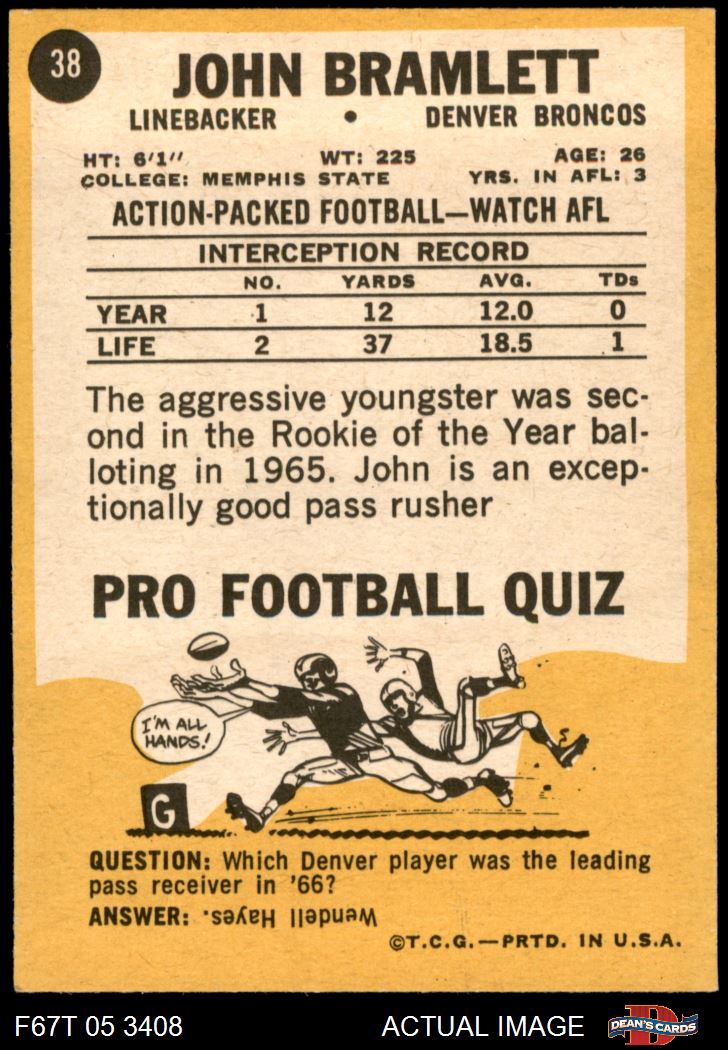 38
JOHN BRAMLETT
LINEBACKER • DENVER BRONCOS
HT: 6'1" WT: 225 AGE: 26
COLLEGE: MEMPHIS STATE YRS. IN AFL: 3
ACTION-PACKED FOOTBALL—WATCH AFL
INTERCEPTION RECORD
NO. YARDS AVG. TDs
YEAR 1 12 12.0 0
LIFE 2 37 18.5 1
The aggressive youngster was sec-
ond in the Rookie of the Year bal-
loting in 1965. John is an excep-
tionally good pass rusher
PRO FOOTBALL QUIZ
I'M ALL
HANDS!
G
QUESTION: Which Denver player was the leading
pass receiver in '66?
ANSWER: Wendell Hayes.
©T.C.G.—PRTD. IN U.S.A.
F67T 05 3408 ACTUAL IMAGE D DEAN'S CARDS